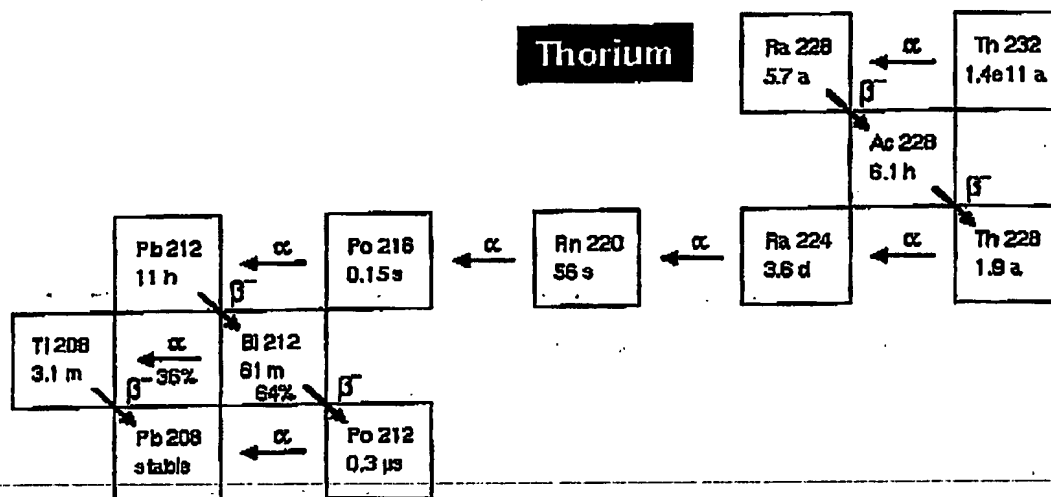 Thorium
Ra 228
5.7 a
α
Th 232
1.4e11 a
β⁻
Ac 228
6.1 h
β⁻
Pb 212
11 h
α
Po 216
0.15 s
α
Rn 220
56 s
α
Ra 224
3.6 d
α
Th 228
1.9 a
β⁻
Tl 208
3.1 m
α
36%
Bi 212
61 m
64%
β⁻
β⁻
Pb 208
stable
α
Po 212
0.3 µs